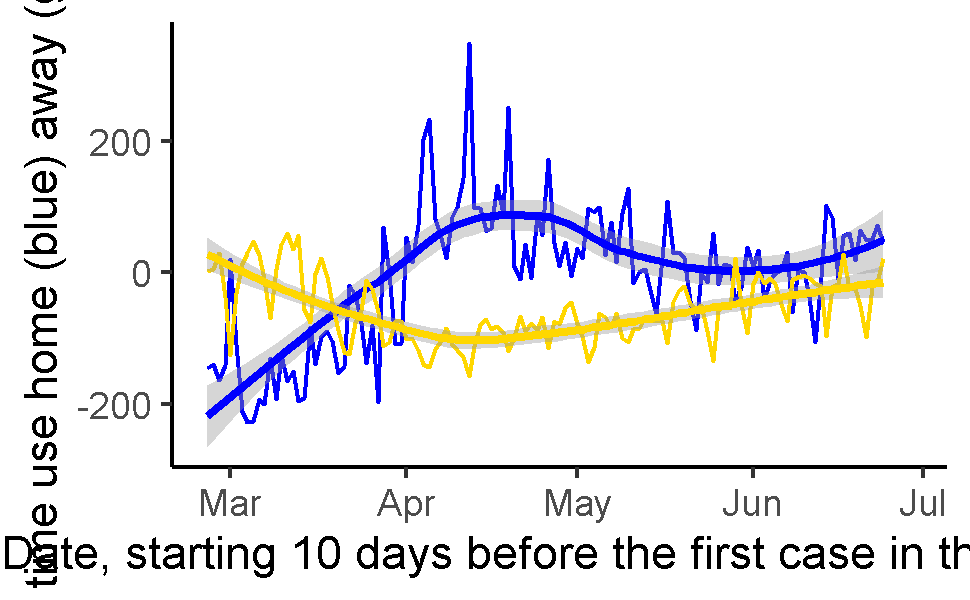 time use home (blue) away (
200
0
-200
Mar Apr May Jun Jul
Date, starting 10 days before the first case in th